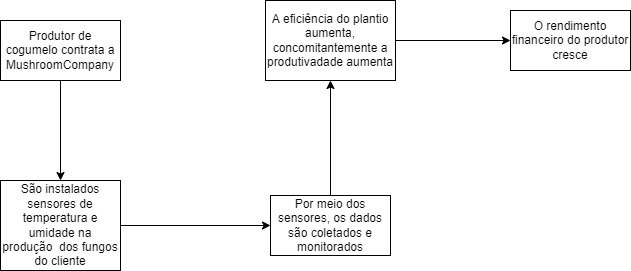 Produtor de
cogumelo contrata a
MushroomCompany
São instalados
sensores de
temperatura e
umidade na
produção dos fungos
do cliente
Por meio dos
sensores, os dados
são coletados e
monitorados
A eficiência do plantio
aumenta,
concomitantemente a
produtivadade aumenta
O rendimento
financeiro do produtor
cresce